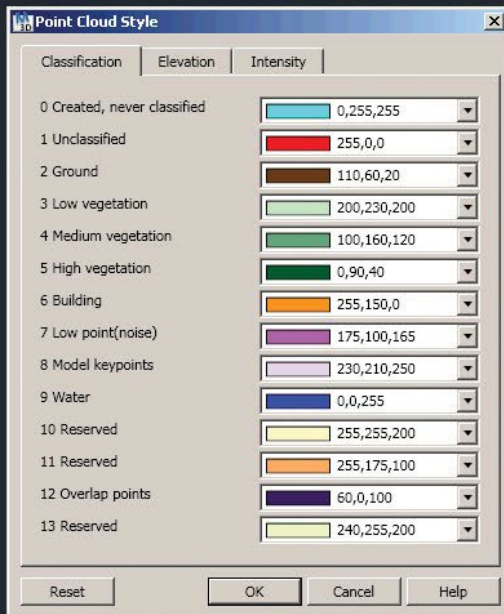 Point Cloud Style
Classification Elevation Intensity
0 Created, never classified 0,255,255
1 Unclassified 255,0,0
2 Ground 110,60,20
3 Low vegetation 200,230,200
4 Medium vegetation 100,160,120
5 High vegetation 0,90,40
6 Building 255,150,0
7 Low point(noise) 175,100,165
8 Model keypoints 230,210,250
9 Water 0,0,255
10 Reserved 255,255,200
11 Reserved 255,175,100
12 Overlap points 60,0,100
13 Reserved 240,255,200
Reset OK Cancel Help